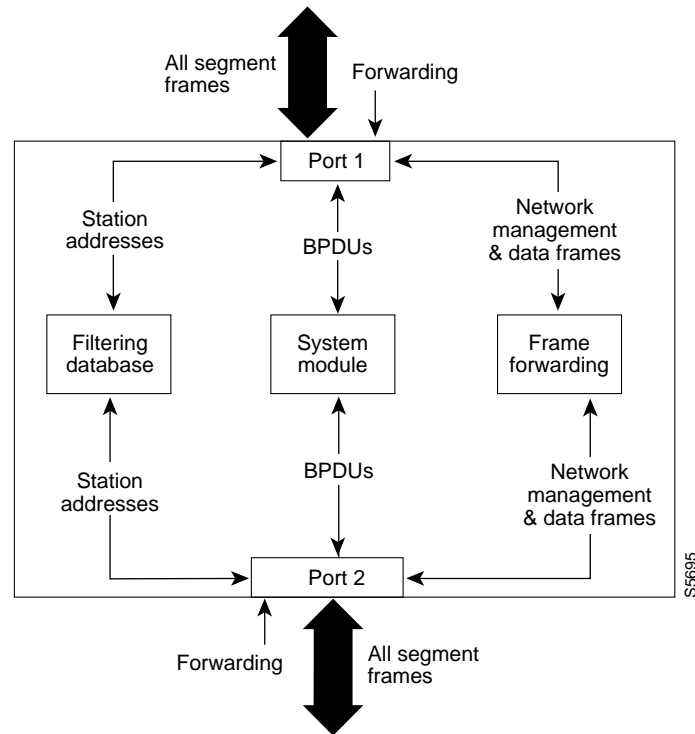 All segment
frames
Forwarding
Port 1
Station
addresses
BPDUs
Network
management
& data frames
Filtering
database
System
module
Frame
forwarding
Station
addresses
BPDUs
Network
management
& data frames
Port 2
S5695
Forwarding
All segment
frames